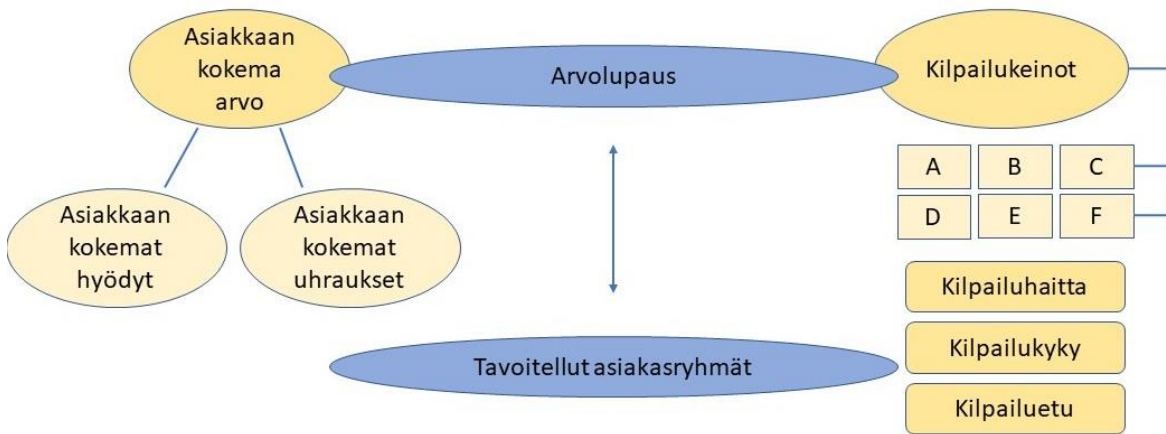 Asiakkaan
kokema
arvo
Arvolupaus
Kilpailukeinot
A B C
D E F
Asiakkaan
kokemat
hyödyt
Asiakkaan
kokemat
uhraukset
Kilpailuhaitta
Kilpailukyky
Kilpailuetu
Tavoitellut asiakasryhmät